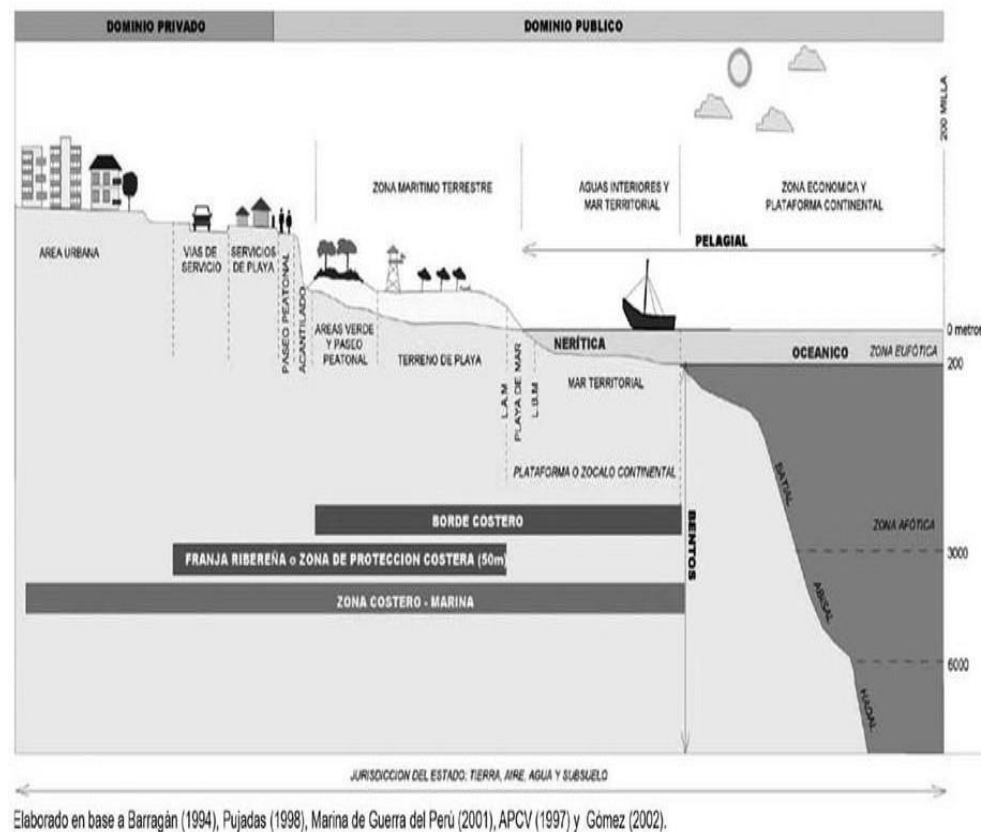 DOMINIO PRIVADO
DOMINIO PUBLICO
200 MILLA
ZONA MARITIMO TERRESTRE
AGUAS INTERIORES Y
MAR TERRITORIAL
ZONA ECONOMICA Y
PLATAFORMA CONTINENTAL
PELAGIAL
AREA URBANA
VIAS DE
SERVICIO
SERVICIOS
DE PLAYA
PASEO PEATONAL
ACANTILADO
AREAS VERDE
Y PASEO
PEATONAL
TERRENO DE PLAYA
L.A.M
PLAYA DE MAR
L.B.M
NERÍTICA
MAR TERRITORIAL
OCEANICO
ZONA EUFÓTICA
0 metros
200
PLATAFORMA O ZOCALO CONTINENTAL
BORDE COSTERO
FRANJA RIBEREÑA o ZONA DE PROTECCION COSTERA (50m)
ZONA COSTERO - MARINA
BENTOS
BATIAL
ZONA AFÓTICA
3000
ABISAL
6000
HADAL
JURISDICCION DEL ESTADO: TIERRA, AIRE, AGUA Y SUBSUELO
Elaborado en base a Barragán (1994), Pujadas (1998), Marina de Guerra del Perú (2001), APCV (1997) y Gómez (2002).